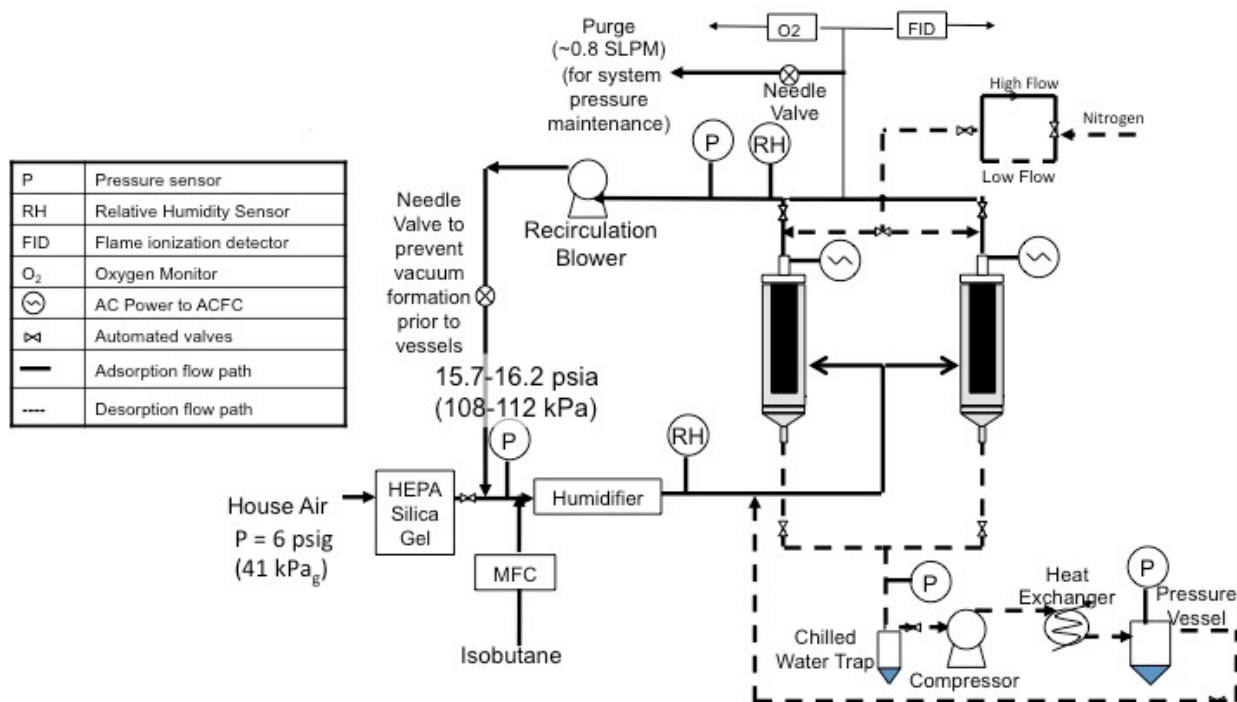 Purge
(~0.8 SLPM)
(for system
pressure
maintenance)
O2
FID
Needle
Valve
High Flow
Nitrogen
Low Flow
P
RH
P Pressure sensor
RH Relative Humidity Sensor
FID Flame ionization detector
O₂ Oxygen Monitor
AC Power to ACFC
Automated valves
Adsorption flow path
Desorption flow path
Needle
Valve to
prevent
vacuum
formation
prior to
vessels
Recirculation
Blower
15.7-16.2 psia
(108-112 kPa)
P
RH
House Air
P = 6 psig
(41 kPag)
HEPA
Silica
Gel
Humidifier
MFC
Isobutane
P
Chilled
Water Trap
Compressor
Heat
Exchanger
P
Pressure
Vessel